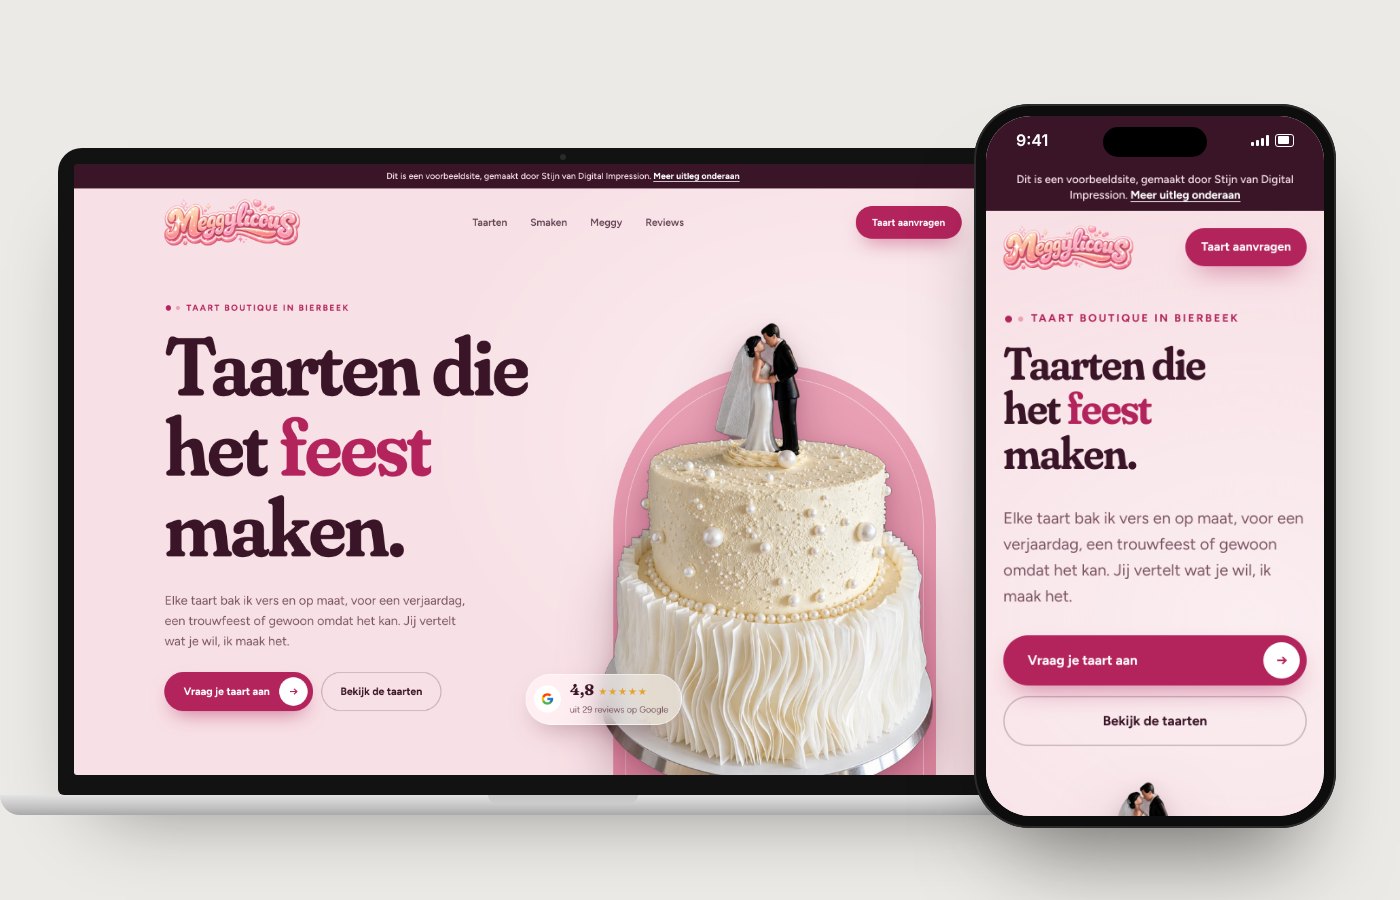 Dit is een voorbeeldsite, gemaakt door Stijn van Digital Impression. Meer uitleg onderaan
Meggylicous
Taarten
Smaken
Meggy
Reviews
Taart aanvragen
TAART BOUTIQUE IN BIERBEEK
Taarten die
het feest
maken.
Elke taart bak ik vers en op maat, voor een verjaardag,
een trouwfeest of gewoon omdat het kan. Jij vertelt
wat je wil, ik maak het.
Vraag je taart aan
Bekijk de taarten
4,8
uit 29 reviews op Google
9:41
Dit is een voorbeeldsite, gemaakt door Stijn van Digital
Impression. Meer uitleg onderaan
Meggylicous
Taart aanvragen
TAART BOUTIQUE IN BIERBEEK
Taarten die
het feest
maken.
Elke taart bak ik vers en op maat, voor een
verjaardag, een trouwfeest of gewoon
omdat het kan. Jij vertelt wat je wil, ik
maak het.
Vraag je taart aan
Bekijk de taarten